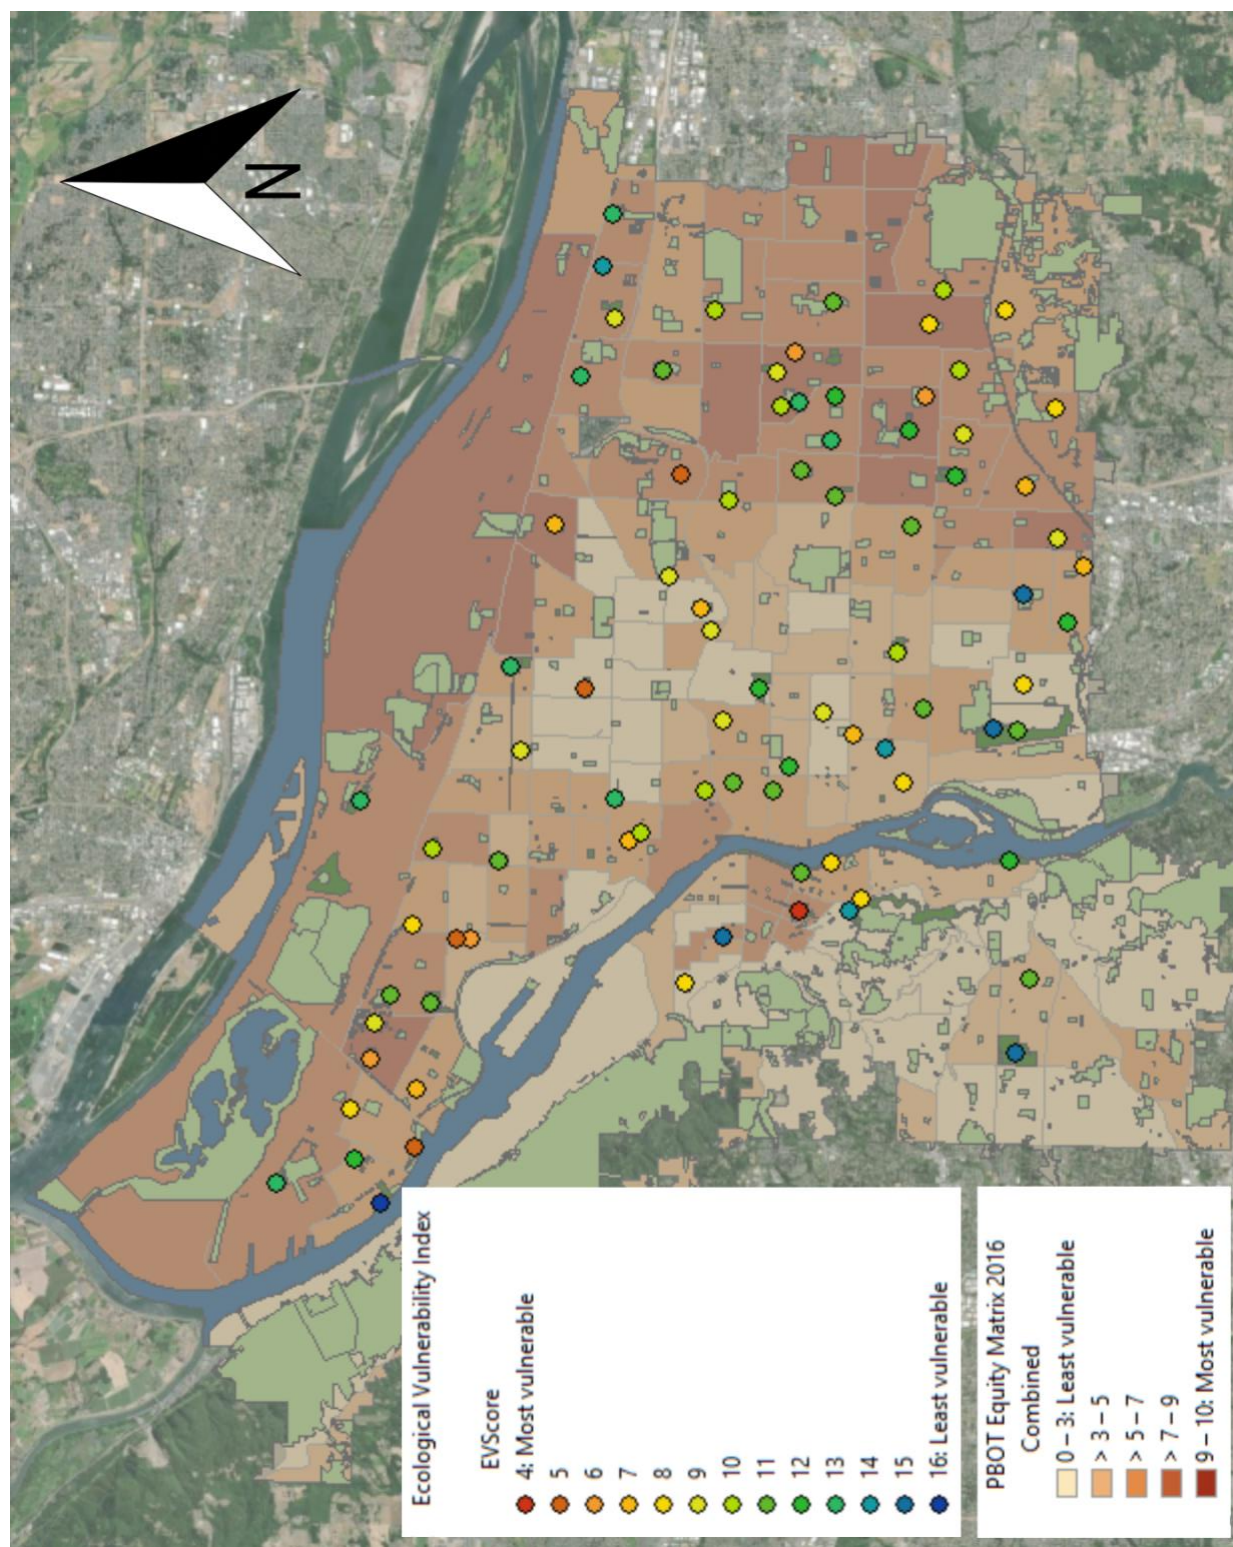 N
Ecological Vulnerability Index
EVScore
4: Most vulnerable
5
6
7
8
9
10
11
12
13
14
15
16: Least vulnerable
PBOT Equity Matrix 2016
Combined
0 – 3: Least vulnerable
> 3 – 5
> 5 – 7
> 7 – 9
9 – 10: Most vulnerable